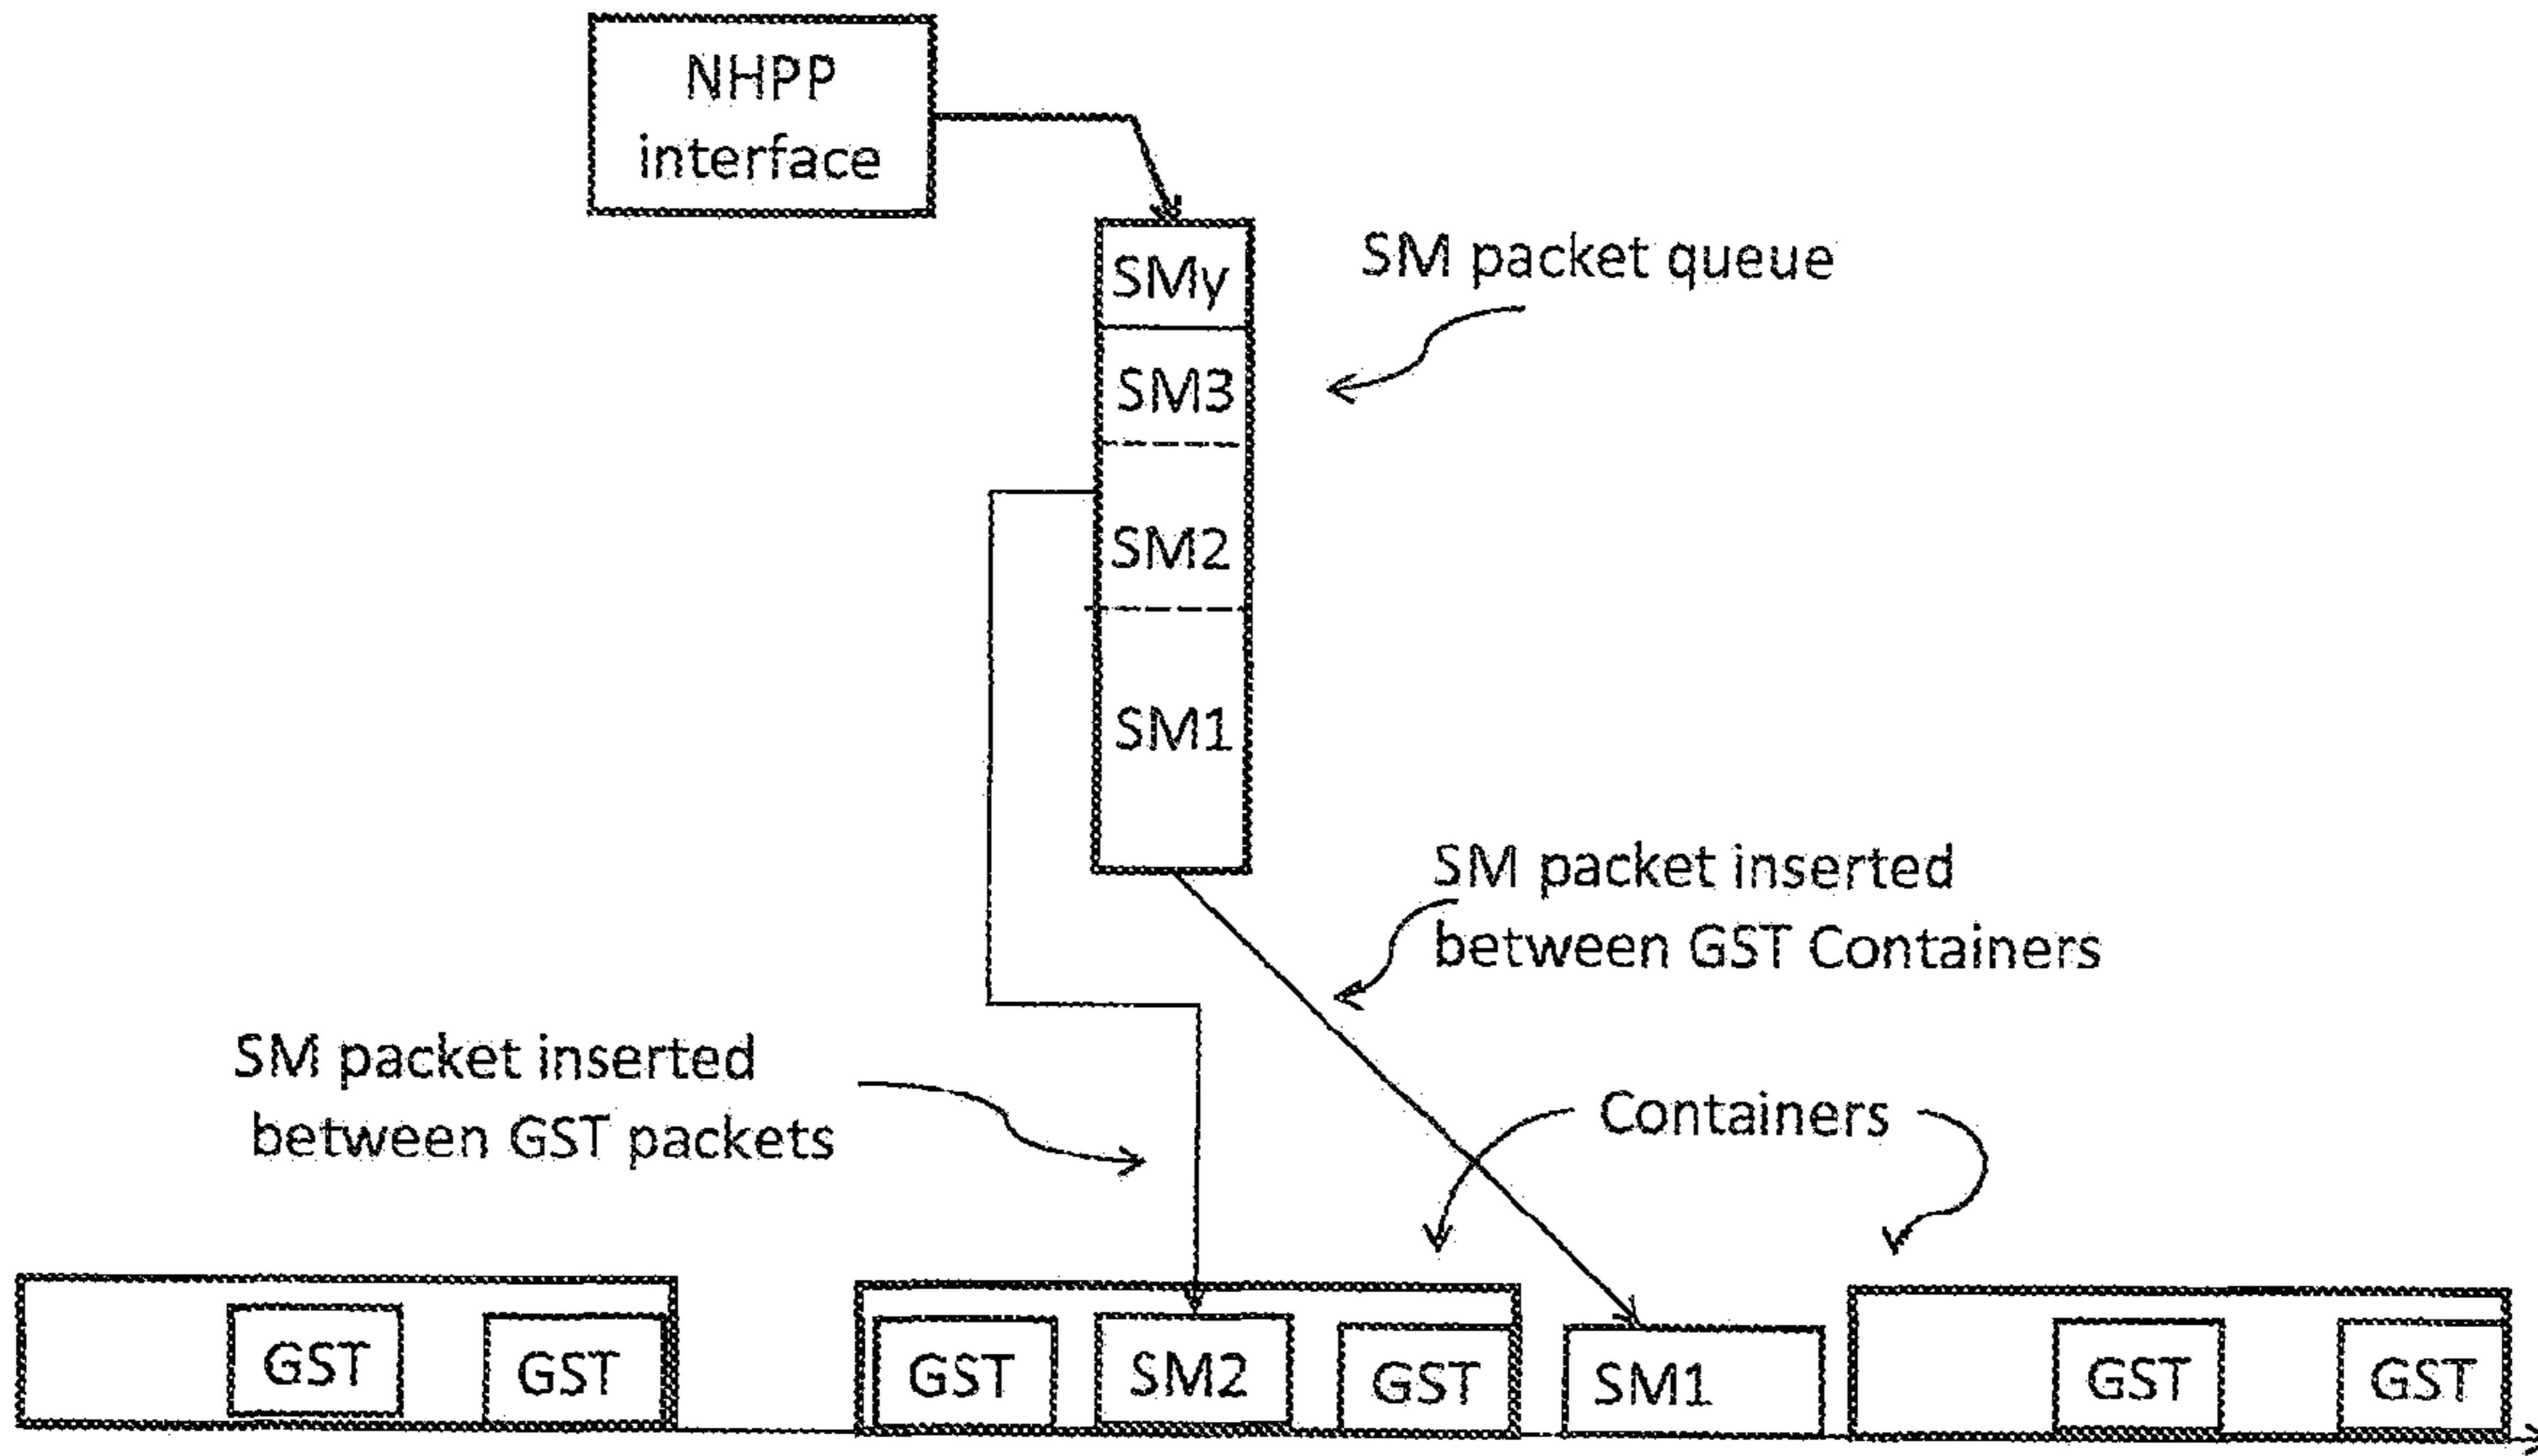 NHPP
interface
SMy
SM packet queue
SM3
SM2
SM1
SM packet inserted
between GST Containers
SM packet inserted
between GST packets
Containers
GST
GST
GST
SM2
GST
SM1
GST
GST